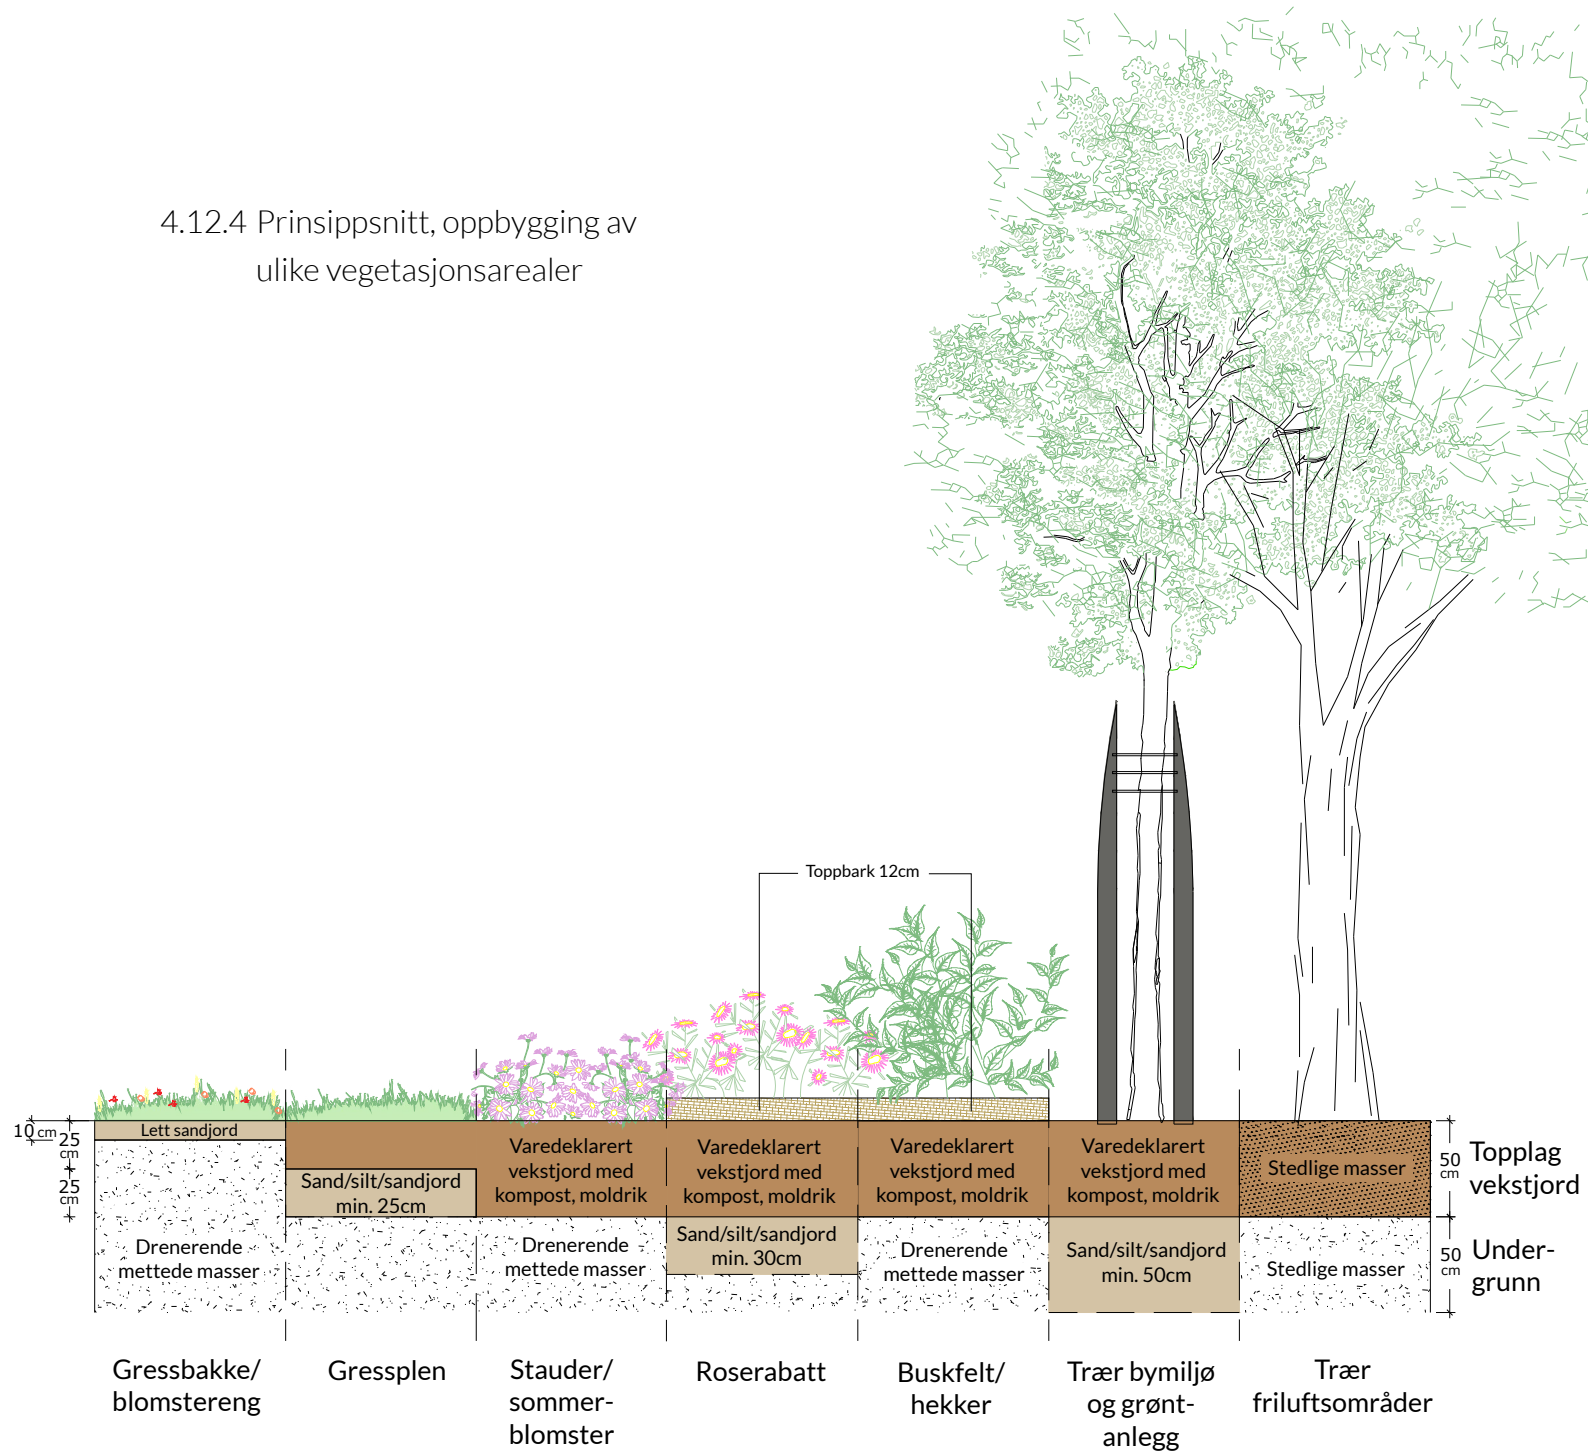 4.12.4 Prinsippsnitt, oppbygging av
ulike vegetasjonsarealer
Toppbark 12cm
10 cm
25
cm
25
cm
Lett sandjord
Drenerende
mettede masser
Sand/silt/sandjord
min. 25cm
Varedeklarert
vekstjord med
kompost, moldrik
Drenerende
mettede masser
Varedeklarert
vekstjord med
kompost, moldrik
Sand/silt/sandjord
min. 30cm
Varedeklarert
vekstjord med
kompost, moldrik
Drenerende
mettede masser
Varedeklarert
vekstjord med
kompost, moldrik
Sand/silt/sandjord
min. 50cm
Stedlige masser
Stedlige masser
50
cm
Topplag
vekstjord
50
cm
Under-
grunn
Gressbakke/
blomstereng
Gressplen
Stauder/
sommer-
blomster
Roserabatt
Buskfelt/
hekker
Trær bymiljø
og grønt-
anlegg
Trær
friluftsområder